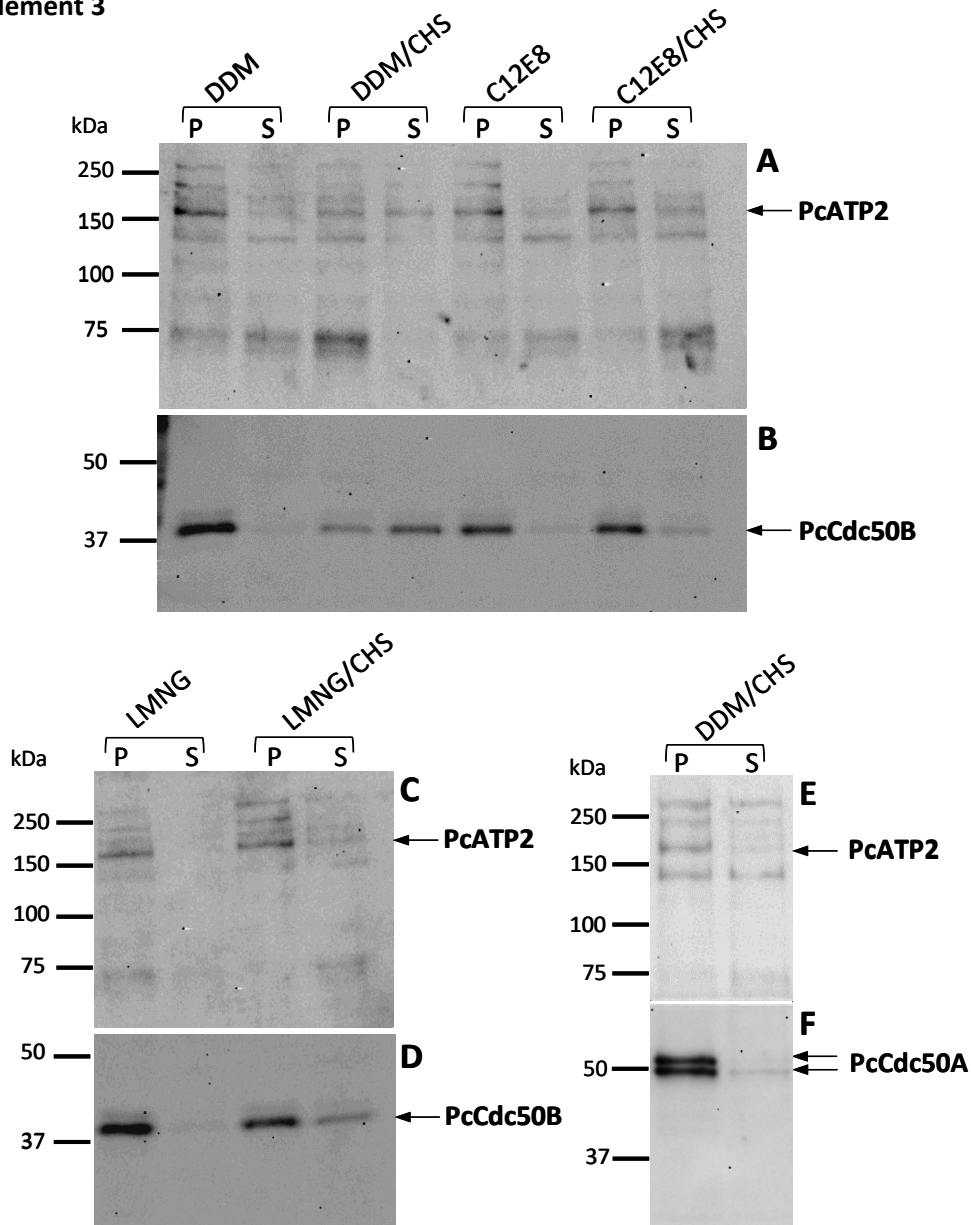 lement 3
DDM DDM/CHS C12E8 C12E8/CHS
kDa P S P S P S P S
A
250
150 PcATP2
100
75
B
50
37 PcCdc50B
LMNG LMNG/CHS
kDa P S P S
C
250
PcATP2
150
100
75
D
50
PcCdc50B
37
DDM/CHS
kDa P S
E
250
150 PcATP2
100
75
F
50 PcCdc50A
37